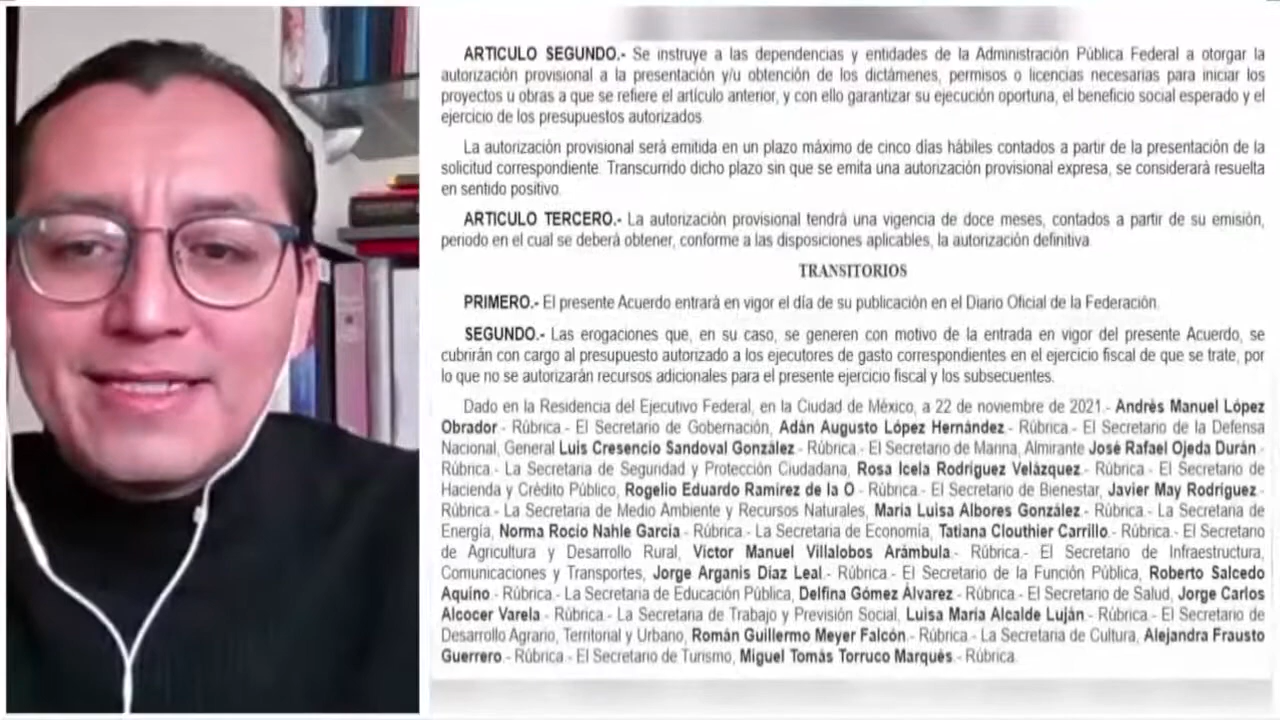 ARTICULO SEGUNDO.- Se instruye a las dependencias y entidades de la Administración Pública Federal a otorgar la
autorización provisional a la presentación y/u obtención de los dictámenes, permisos o licencias necesarias para iniciar los
proyectos u obras a que se refiere el artículo anterior, y con ello garantizar su ejecución oportuna, el beneficio social esperado y el
ejercicio de los presupuestos autorizados.
La autorización provisional será emitida en un plazo máximo de cinco días hábiles contados a partir de la presentación de la
solicitud correspondiente. Transcurrido dicho plazo sin que se emita una autorización provisional expresa, se considerará resuelta
en sentido positivo.
ARTICULO TERCERO.- La autorización provisional tendrá una vigencia de doce meses, contados a partir de su emisión,
periodo en el cual se deberá obtener, conforme a las disposiciones aplicables, la autorización definitiva.
TRANSITORIOS
PRIMERO.- El presente Acuerdo entrará en vigor el día de su publicación en el Diario Oficial de la Federación.
SEGUNDO.- Las erogaciones que, en su caso, se generen con motivo de la entrada en vigor del presente Acuerdo, se
cubrirán con cargo al presupuesto autorizado a los ejecutores de gasto correspondientes en el ejercicio fiscal de que se trate, por
lo que no se autorizarán recursos adicionales para el presente ejercicio fiscal y los subsecuentes.
Dado en la Residencia del Ejecutivo Federal, en la Ciudad de México, a 22 de noviembre de 2021.- Andrés Manuel López
Obrador.- Rúbrica.- El Secretario de Gobernación, Adán Augusto López Hernández.- Rúbrica.- El Secretario de la Defensa
Nacional, General Luis Cresencio Sandoval González.- Rúbrica.- El Secretario de Marina, Almirante José Rafael Ojeda Durán.-
Rúbrica.- La Secretaria de Seguridad y Protección Ciudadana, Rosa Icela Rodríguez Velázquez.- Rúbrica.- El Secretario de
Hacienda y Crédito Público, Rogelio Eduardo Ramírez de la O.- Rúbrica.- El Secretario de Bienestar, Javier May Rodríguez.-
Rúbrica.- La Secretaria de Medio Ambiente y Recursos Naturales, María Luisa Albores González.- Rúbrica.- La Secretaria de
Energía, Norma Rocío Nahle García.- Rúbrica.- La Secretaria de Economía, Tatiana Clouthier Carrillo.- Rúbrica.- El Secretario
de Agricultura y Desarrollo Rural, Víctor Manuel Villalobos Arámbula.- Rúbrica.- El Secretario de Infraestructura,
Comunicaciones y Transportes, Jorge Arganis Díaz Leal.- Rúbrica.- El Secretario de la Función Pública, Roberto Salcedo
Aquino.- Rúbrica.- La Secretaria de Educación Pública, Delfina Gómez Álvarez.- Rúbrica.- El Secretario de Salud, Jorge Carlos
Alcocer Varela.- Rúbrica.- La Secretaria de Trabajo y Previsión Social, Luisa María Alcalde Luján.- Rúbrica.- El Secretario de
Desarrollo Agrario, Territorial y Urbano, Román Guillermo Meyer Falcón.- Rúbrica.- La Secretaria de Cultura, Alejandra Frausto
Guerrero.- Rúbrica.- El Secretario de Turismo, Miguel Tomás Torruco Marqués.- Rúbrica.